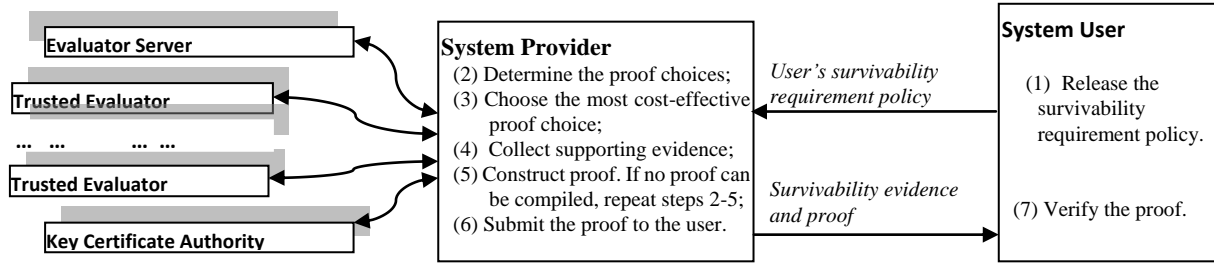 Evaluator Server
Trusted Evaluator
... ... ... ...
Trusted Evaluator
Key Certificate Authority
System Provider
(2) Determine the proof choices;
(3) Choose the most cost-effective
proof choice;
(4) Collect supporting evidence;
(5) Construct proof. If no proof can
be compiled, repeat steps 2-5;
(6) Submit the proof to the user.
User's survivability
requirement policy
Survivability evidence
and proof
System User
(1) Release the
survivability
requirement policy.
(7) Verify the proof.